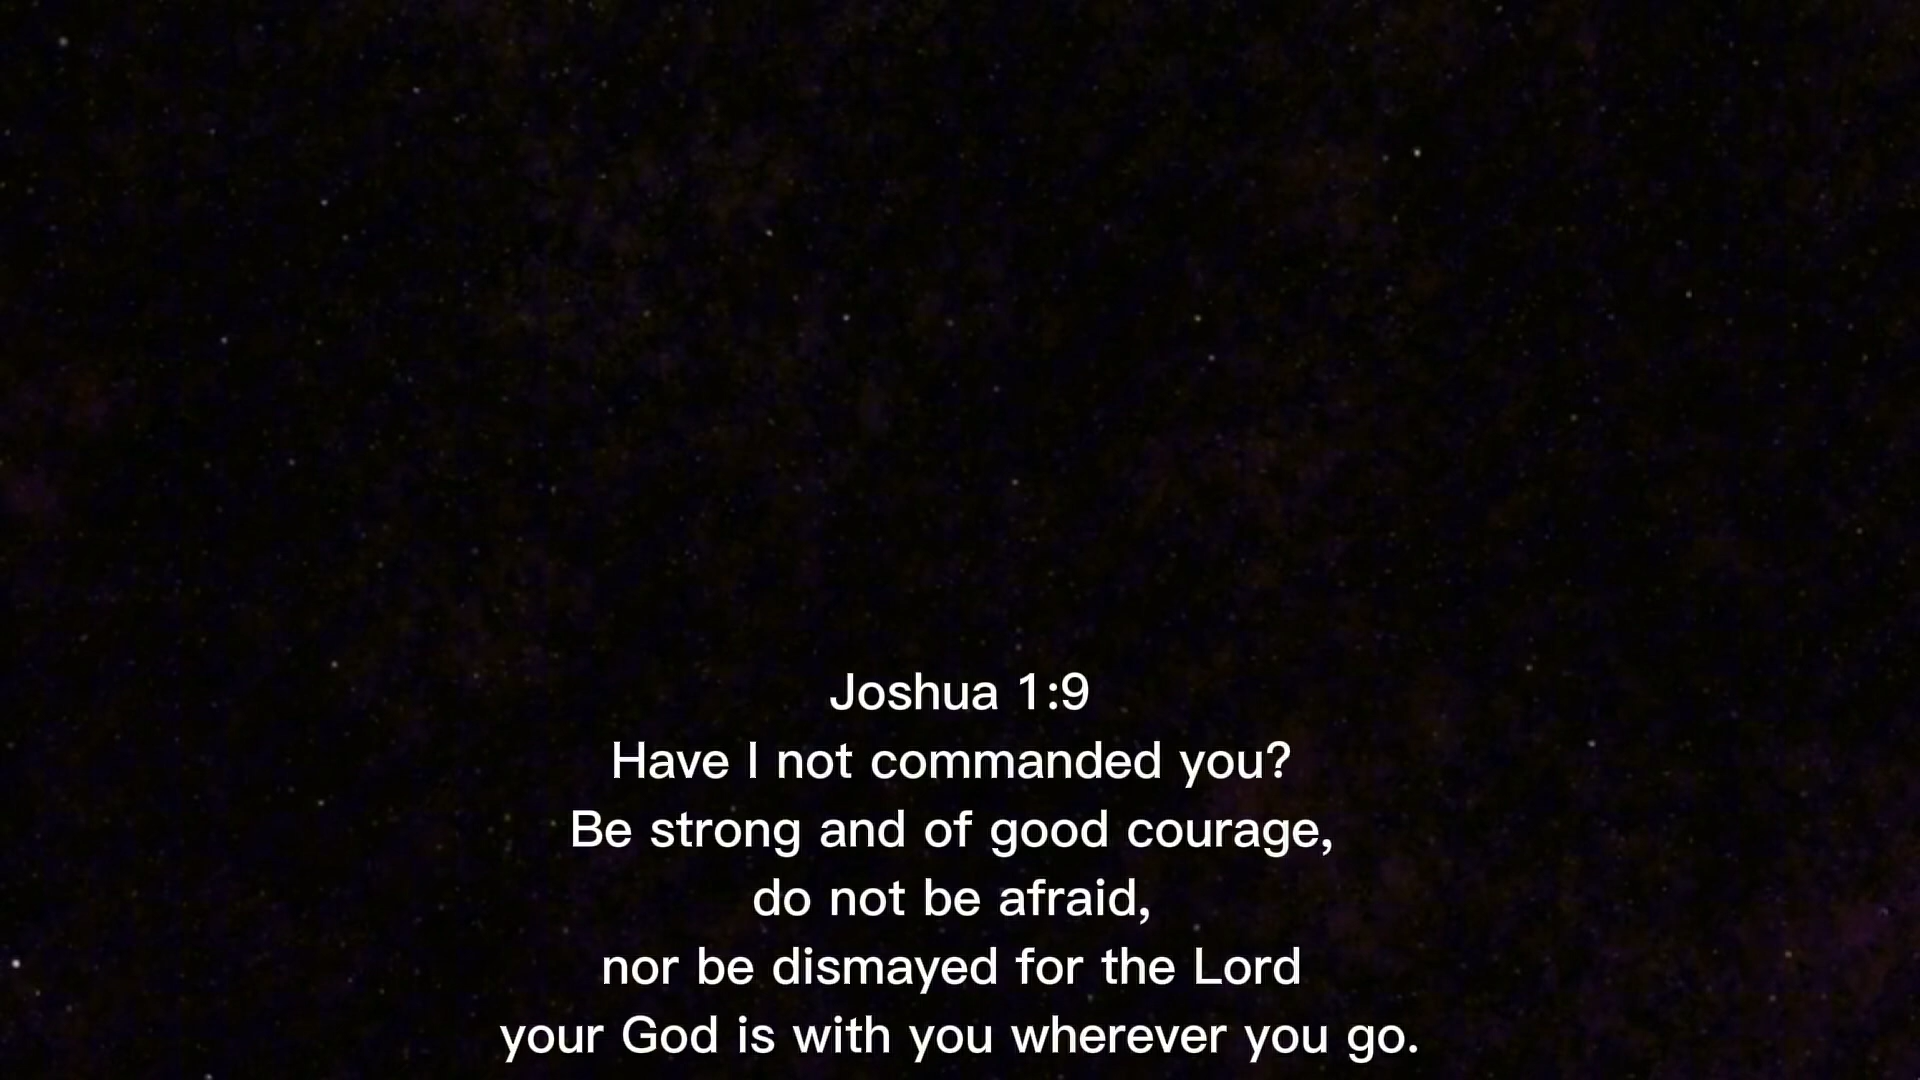 Joshua 1:9
Have I not commanded you?
Be strong and of good courage,
do not be afraid,
nor be dismayed for the Lord
your God is with you wherever you go.